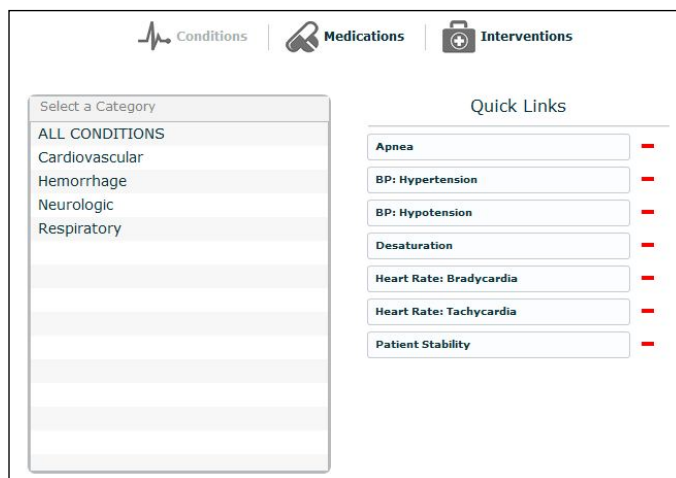 Conditions
Medications
Interventions
Select a Category
ALL CONDITIONS
Cardiovascular
Hemorrhage
Neurologic
Respiratory
Quick Links
Apnea
BP: Hypertension
BP: Hypotension
Desaturation
Heart Rate: Bradycardia
Heart Rate: Tachycardia
Patient Stability